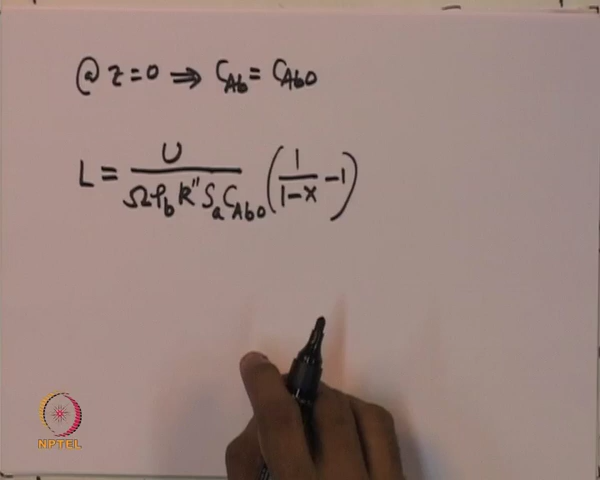 @ z=0 ⇒ C_Ab = C_Ab0
L = U / (Ω ρ_b k'' S_a C_Ab0) (1/(1-x) - 1)
NPTEL